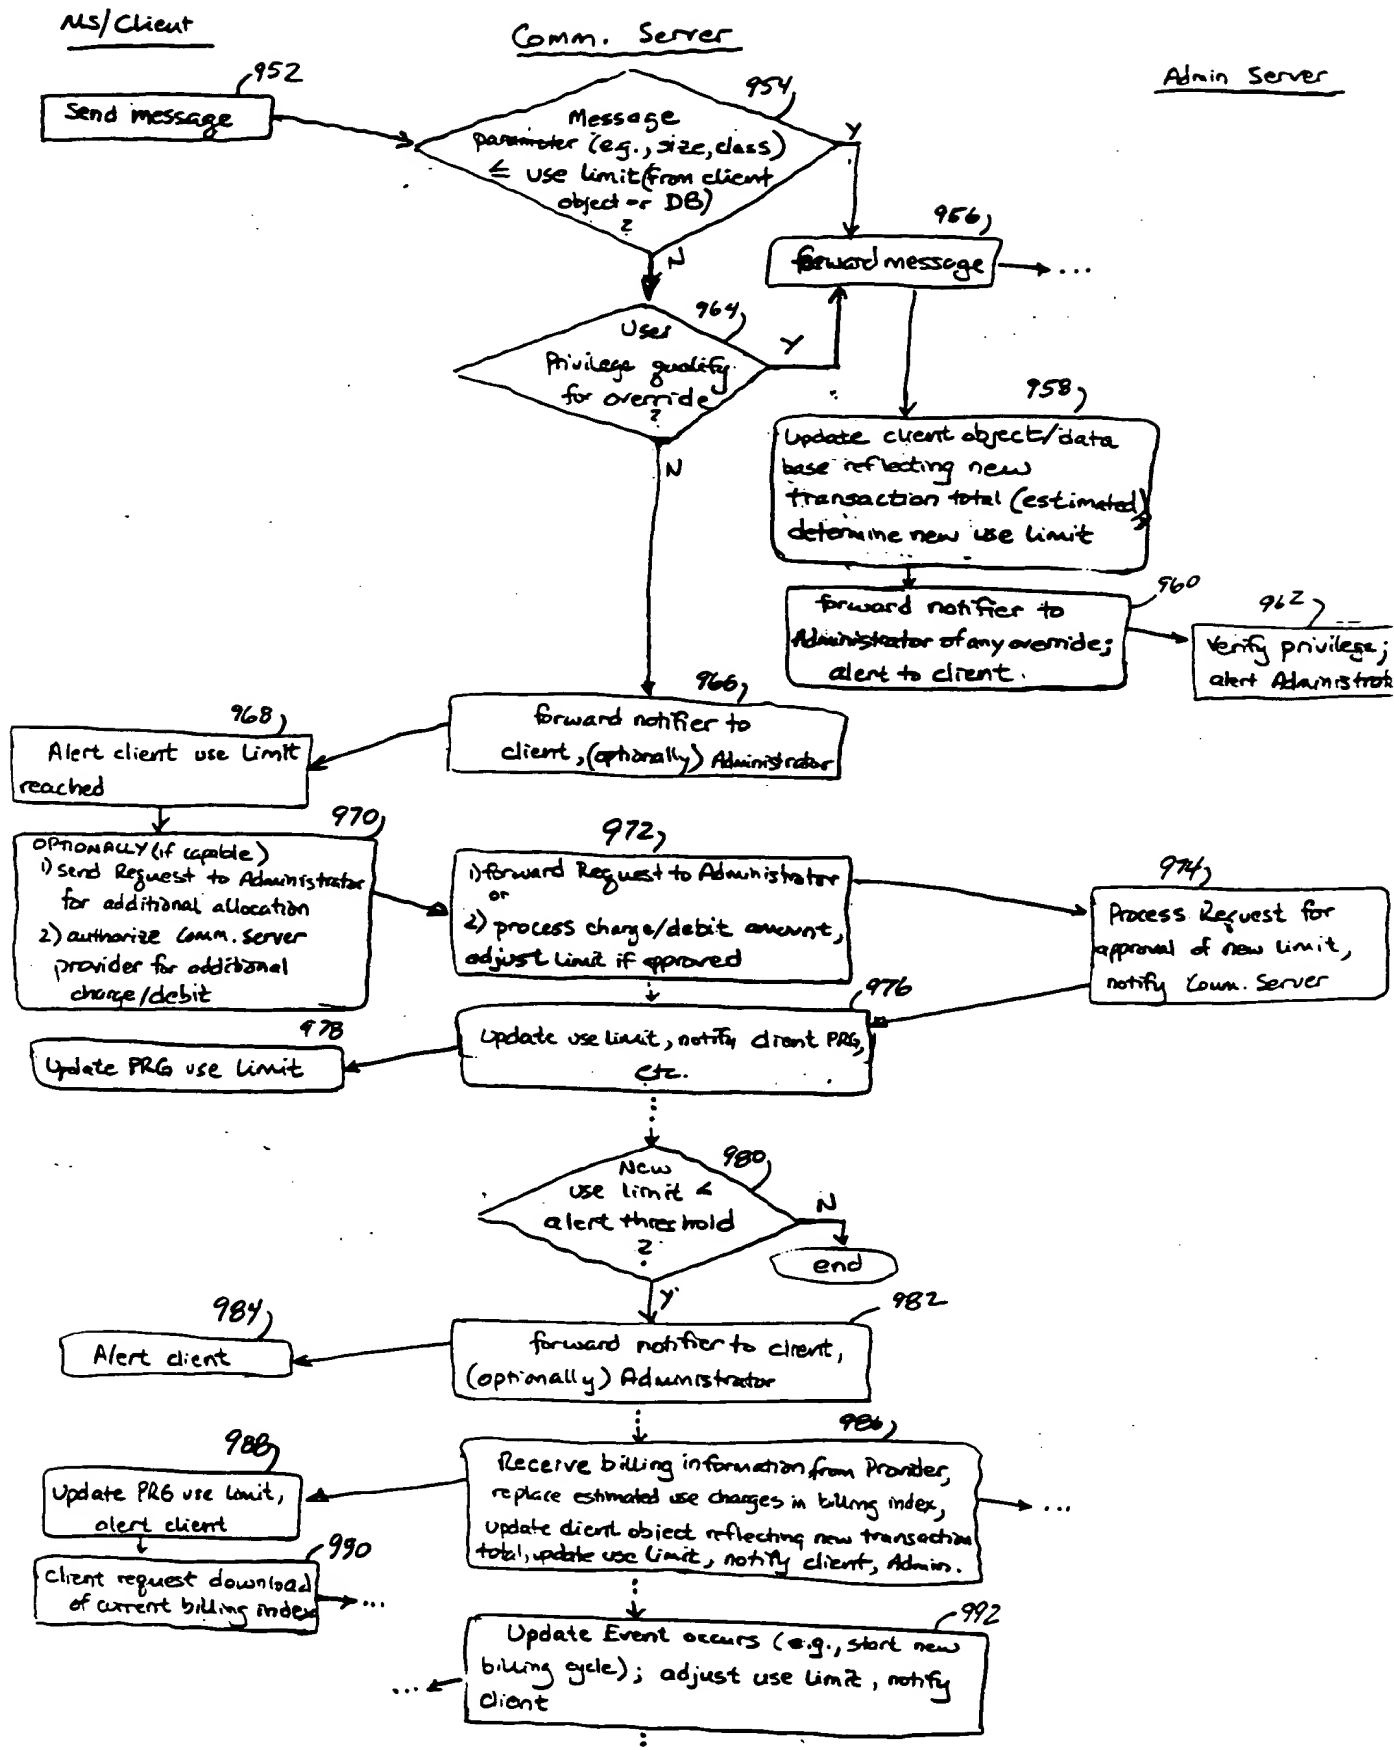 MS/Client
Comm. Server
Admin Server
952
Send message
954
Message
parameter (e.g., size, class)
≤ use limit (from client
object or DB)
?
Y
N
956
forward message
...
964
User
Privilege qualify
for override
?
Y
N
958
Update client object/data
base reflecting new
transaction total (estimated);
determine new use limit
960
forward notifier to
Administrator of any override;
alert to client.
962
Verify privilege;
alert Administrat
966
forward notifier to
client, (optionally) Administrator
968
Alert client use limit
reached
970
OPTIONALLY (if capable)
1) send Request to Administrator
for additional allocation
2) authorize Comm. Server
provider for additional
charge/debit
972
1) forward Request to Administrator
or
2) process charge/debit amount,
adjust limit if approved
974
Process Request for
approval of new limit,
notify Comm. Server
976
Update use limit, notify client PRG,
etc.
978
Update PRG use limit
980
New
use limit <
alert threshold
?
N
end
Y
982
forward notifier to client,
(optionally) Administrator
984
Alert client
986
Receive billing information from Provider,
replace estimated use charges in billing index,
update client object reflecting new transaction
total, update use limit, notify client, Admin.
...
988
Update PRG use limit,
alert client
990
Client request download
of current billing index
...
992
Update Event occurs (e.g., start new
billing cycle); adjust use limit, notify
client
...